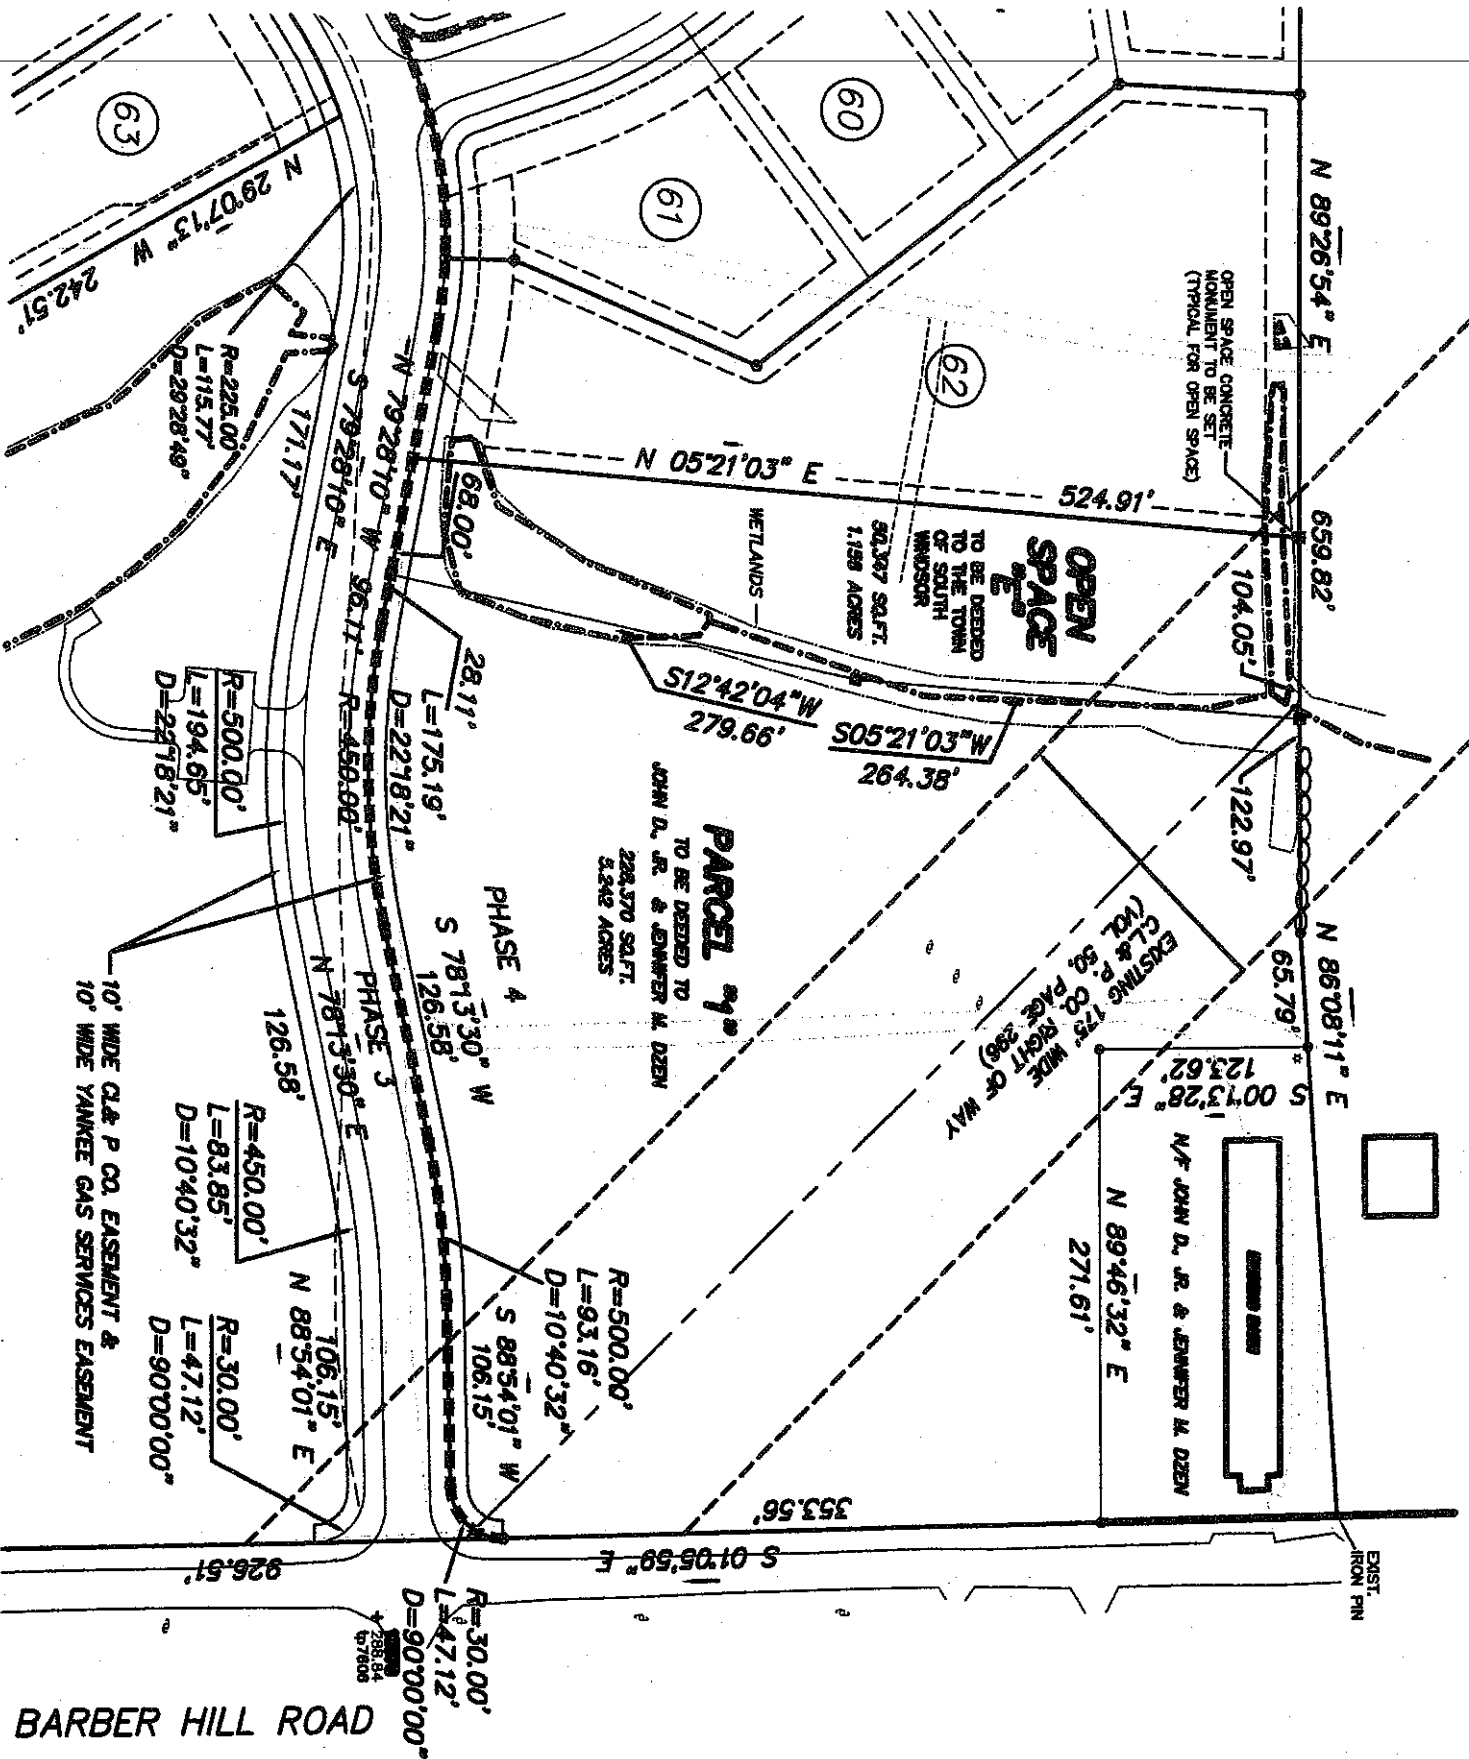 63
60
61
62
N 29°07'13" W
242.51'
R=225.00
L=115.77'
D=29°28'49"
171.17'
S 79°28'10" E
N 79°28'10" W
96.11'
68.00'
28.11'
N 05°21'03" E
524.91'
N 89°26'54" E
659.82'
104.05'
122.97'
OPEN SPACE CONCRETE
MONUMENT TO BE SET
(TYPICAL FOR OPEN SPACE)
OPEN
SPACE
"E"
TO BE DEEDED
TO THE TOWN
OF SOUTH
WINDSOR
50,347 SQ.FT.
1.156 ACRES
WETLANDS
S12°42'04"W
279.66'
S05°21'03"W
264.38'
L=175.19'
D=22°18'21"
R=450.00'
R=500.00'
L=194.65'
D=22°18'21"
PARCEL "1"
TO BE DEEDED TO
JOHN D., JR. & JENNIFER M. DZEN
228,370 SQ.FT.
5.242 ACRES
PHASE 4
S 78°13'30" W
126.58'
PHASE 3
N 78°13'30" E
126.58'
EXISTING 175' WIDE
C.L.& P. CO. RIGHT OF WAY
(VOL. 50, PAGE 296)
N 86°08'11" E
65.79'
S 00°13'28" E
123.62'
N 89°46'32" E
271.61'
N/F JOHN D., JR. & JENNIFER M. DZEN
10' WIDE CL& P CO. EASEMENT &
10' WIDE YANKEE GAS SERVICES EASEMENT
R=450.00'
L=83.85'
D=10°40'32"
R=500.00'
L=93.16'
D=10°40'32"
S 88°54'01" W
106.15'
106.15'
N 88°54'01" E
R=30.00'
L=47.12'
D=90°00'00"
R=30.00'
L=47.12'
D=90°00'00"
353.56'
S 01°05'59" E
926.51'
EXIST.
IRON PIN
288.84
tp7606
BARBER HILL ROAD